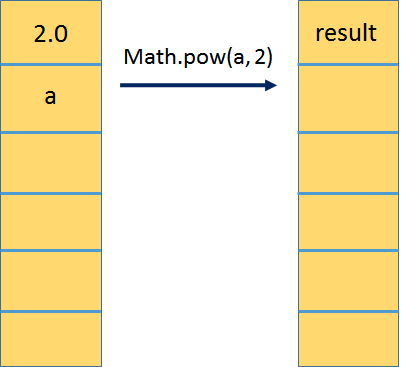 2.0
a
Math.pow(a, 2)
result